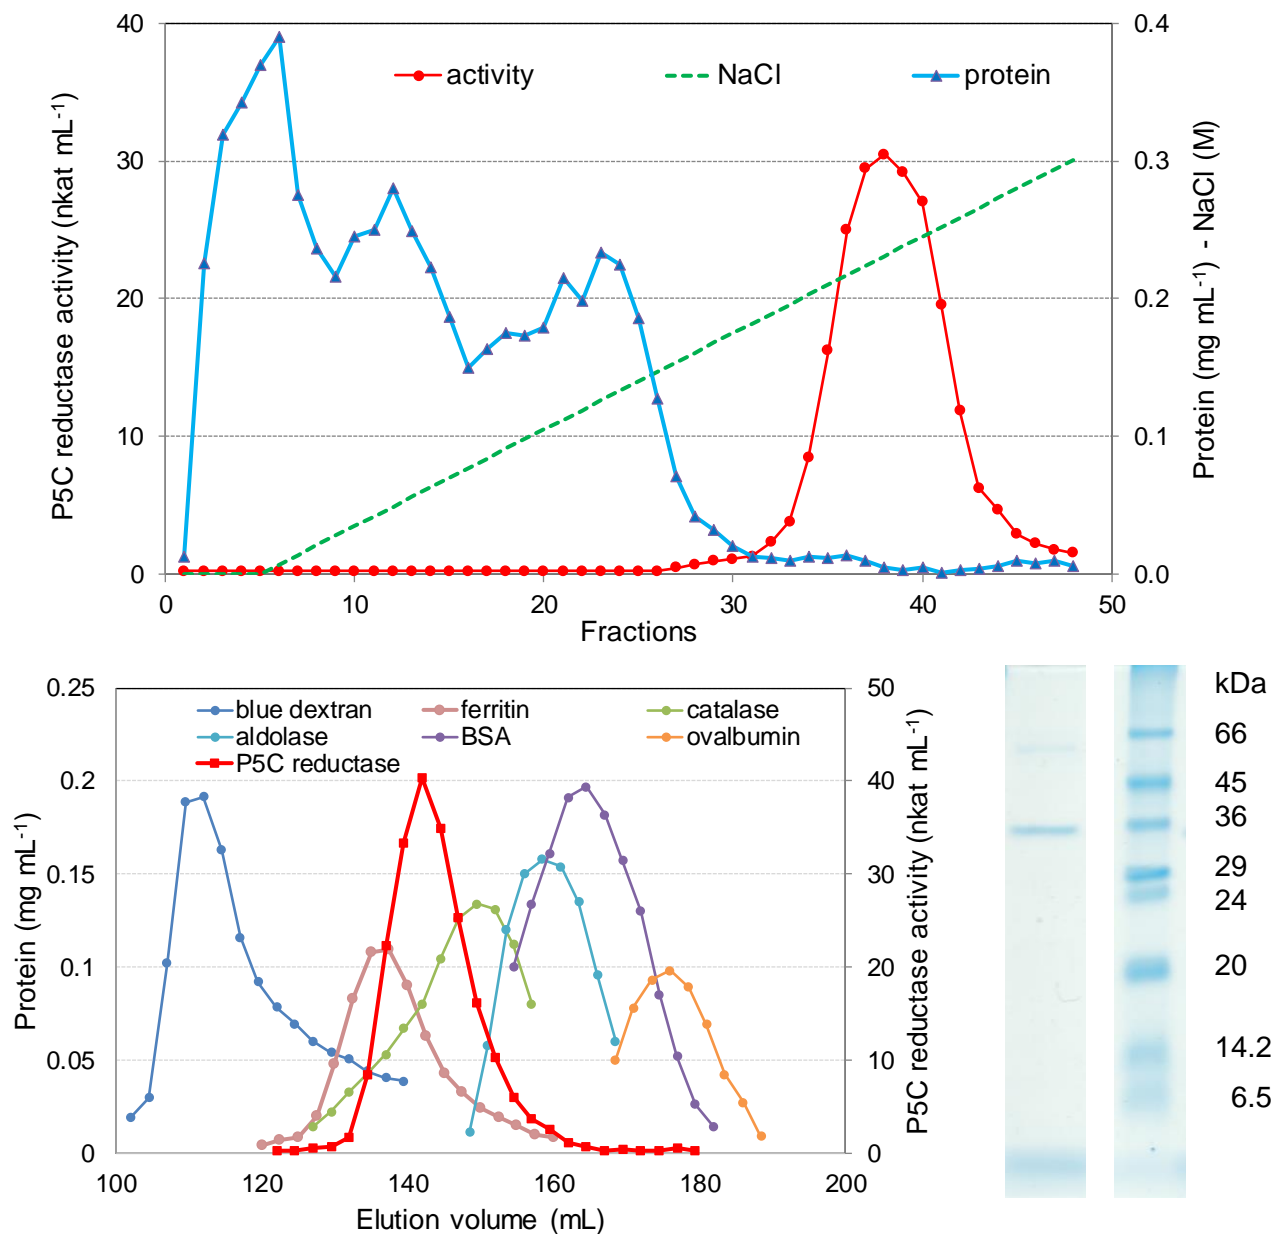 40
0.4
activity
NaCl
protein
30
0.3
20
0.2
10
0.1
0
0.0
P5C reductase activity (nkat mL-1)
Protein (mg mL-1) - NaCl (M)
0 10 20 30 40 50
Fractions
0.25
50
blue dextran ferritin catalase
aldolase BSA ovalbumin
P5C reductase
0.2
40
0.15
30
0.1
20
0.05
10
0
0
Protein (mg mL-1)
P5C reductase activity (nkat mL-1)
100 120 140 160 180 200
Elution volume (mL)
kDa
66
45
36
29
24
20
14.2
6.5